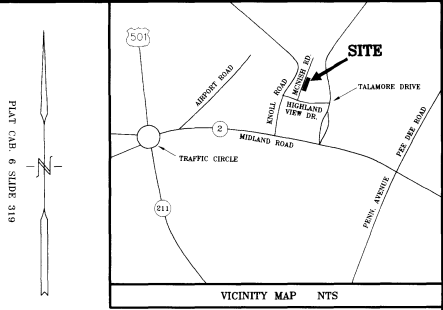 PLAT CAB. 6 SLIDE 319
N
501
AIRPORT ROAD
SITE
MCNISH RD.
KNOLL ROAD
TALAMORE DRIVE
HIGHLAND
VIEW DR.
2
MIDLAND ROAD
TRAFFIC CIRCLE
PEE DEE ROAD
PENN. AVENUE
211
VICINITY MAP NTS